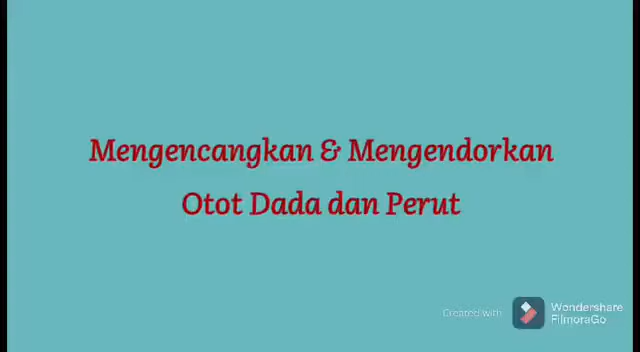 Mengencangkan & Mengendorkan
Otot Dada dan Perut
Created with
Wondershare
FilmoraGo